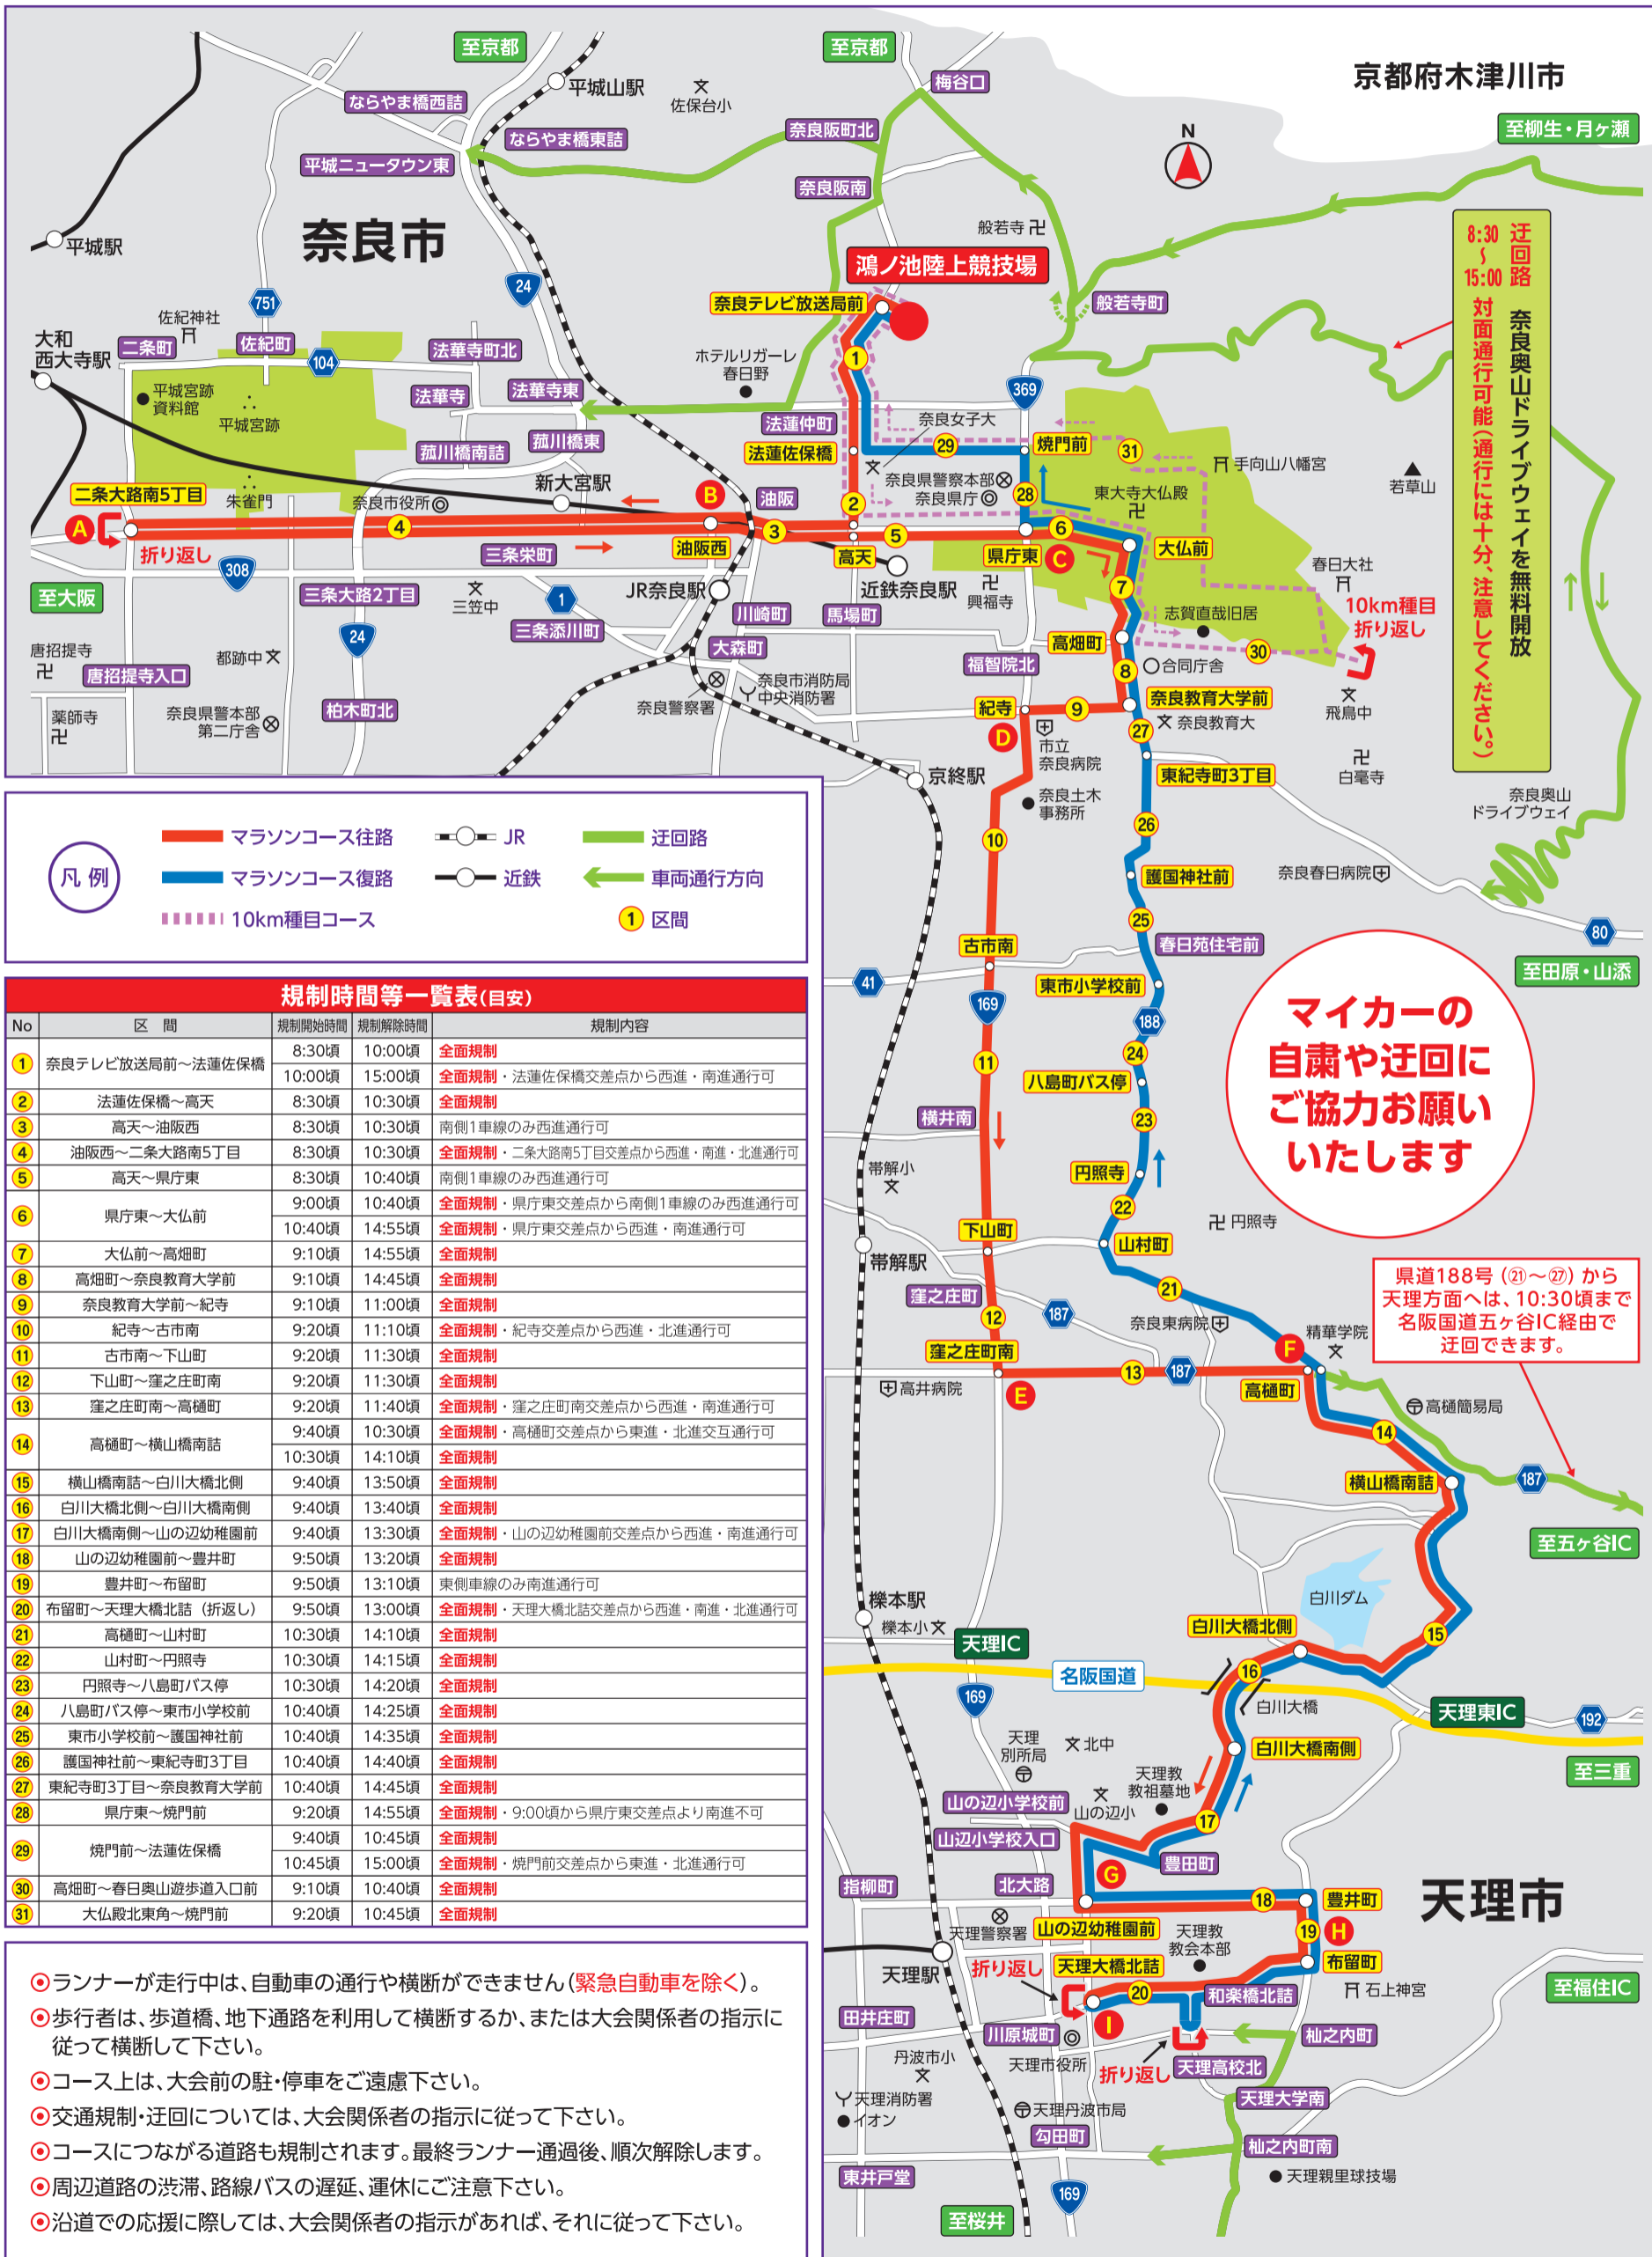 京都府木津川市
至京都
至京都
至柳生・月ヶ瀬
梅谷口
平城山駅
佐保台小
ならやま橋西詰
ならやま橋東詰
奈良阪町北
平城ニュータウン東
奈良阪南
N
奈良市
平城駅
般若寺
鴻ノ池陸上競技場
奈良テレビ放送局前
般若寺町
24
751
迂回路
8:30
〜
15:00
奈良奥山ドライブウェイを無料開放
対面通行可能(通行には十分、注意してください。)
佐紀神社
大和
西大寺駅
二条町
佐紀町
104
法華寺町北
法華寺
法華寺東
平城宮跡
資料館
平城宮跡
ホテルリガーレ
春日野
1
369
法蓮仲町
奈良女子大
法蓮佐保橋
29
焼門前
31
手向山八幡宮
若草山
菰川橋南詰
菰川橋東
新大宮駅
奈良県警察本部
奈良県庁
28
東大寺大仏殿
二条大路南5丁目
朱雀門
奈良市役所
B
油阪
2
A
折り返し
4
油阪西
3
高天
5
県庁東
6
C
大仏前
三条栄町
308
至大阪
三条大路2丁目
三笠中
1
三条添川町
JR奈良駅
川崎町
馬場町
近鉄奈良駅
興福寺
7
春日大社
10km種目
折り返し
志賀直哉旧居
唐招提寺
唐招提寺入口
24
都跡中
大森町
高畑町
30
福智院北
8
合同庁舎
奈良市消防局
中央消防署
奈良警察署
柏木町北
薬師寺
奈良県警本部
第二庁舎
紀寺
9
奈良教育大学前
飛鳥中
D
27
奈良教育大
市立
奈良病院
白毫寺
京終駅
東紀寺町3丁目
奈良土木
事務所
奈良奥山
ドライブウェイ
凡例
マラソンコース往路
JR
迂回路
マラソンコース復路
近鉄
車両通行方向
10km種目コース
1 区間
10
26
護国神社前
奈良春日病院
25
80
古市南
春日苑住宅前
至田原・山添
41
東市小学校前
169
188
マイカーの
自粛や迂回に
ご協力お願い
いたします
11
24
八島町バス停
横井南
23
帯解小
円照寺
22
円照寺
下山町
山村町
帯解駅
21
窪之庄町
187
12
奈良東病院
F
精華学院
窪之庄町南
県道188号(㉑〜㉗)から
天理方面へは、10:30頃まで
名阪国道五ヶ谷IC経由で
迂回できます。
13
187
高井病院
E
高樋町
高樋簡易局
14
横山橋南詰
187
至五ヶ谷IC
白川ダム
櫟本駅
櫟本小
天理IC
白川大橋北側
15
名阪国道
16
169
白川大橋
天理東IC
192
天理
別所局
北中
白川大橋南側
至三重
天理教
教祖墓地
山の辺小学校前
山の辺小
17
山辺小学校入口
豊田町
G
指柳町
北大路
18
豊井町
天理市
天理警察署
山の辺幼稚園前
天理教
教会本部
19
H
天理駅
折り返し
天理大橋北詰
布留町
20
和楽橋北詰
石上神宮
至福住IC
田井庄町
I
川原城町
杣之内町
丹波市小
天理市役所
折り返し
天理高校北
天理消防署
イオン
天理丹波市局
天理大学南
勾田町
杣之内町南
東井戸堂
天理親里球技場
169
至桜井
規制時間等一覧表(目安)
No 区間 規制開始時間 規制解除時間 規制内容
1 奈良テレビ放送局前〜法蓮佐保橋 8:30頃 10:00頃 全面規制
10:00頃 15:00頃 全面規制・法蓮佐保橋交差点から西進・南進通行可
2 法蓮佐保橋〜高天 8:30頃 10:30頃 全面規制
3 高天〜油阪西 8:30頃 10:30頃 南側1車線のみ西進通行可
4 油阪西〜二条大路南5丁目 8:30頃 10:30頃 全面規制・二条大路南5丁目交差点から西進・南進・北進通行可
5 高天〜県庁東 8:30頃 10:40頃 南側1車線のみ西進通行可
6 県庁東〜大仏前 9:00頃 10:40頃 全面規制・県庁東交差点から南側1車線のみ西進通行可
10:40頃 14:55頃 全面規制・県庁東交差点から西進・南進通行可
7 大仏前〜高畑町 9:10頃 14:55頃 全面規制
8 高畑町〜奈良教育大学前 9:10頃 14:45頃 全面規制
9 奈良教育大学前〜紀寺 9:10頃 11:00頃 全面規制
10 紀寺〜古市南 9:20頃 11:10頃 全面規制・紀寺交差点から西進・北進通行可
11 古市南〜下山町 9:20頃 11:30頃 全面規制
12 下山町〜窪之庄町南 9:20頃 11:30頃 全面規制
13 窪之庄町南〜高樋町 9:20頃 11:40頃 全面規制・窪之庄町南交差点から西進・南進通行可
14 高樋町〜横山橋南詰 9:40頃 10:30頃 全面規制・高樋町交差点から東進・北進交互通行可
10:30頃 14:10頃 全面規制
15 横山橋南詰〜白川大橋北側 9:40頃 13:50頃 全面規制
16 白川大橋北側〜白川大橋南側 9:40頃 13:40頃 全面規制
17 白川大橋南側〜山の辺幼稚園前 9:40頃 13:30頃 全面規制・山の辺幼稚園前交差点から西進・南進通行可
18 山の辺幼稚園前〜豊井町 9:50頃 13:20頃 全面規制
19 豊井町〜布留町 9:50頃 13:10頃 東側車線のみ南進通行可
20 布留町〜天理大橋北詰(折返し) 9:50頃 13:00頃 全面規制・天理大橋北詰交差点から西進・南進・北進通行可
21 高樋町〜山村町 10:30頃 14:10頃 全面規制
22 山村町〜円照寺 10:30頃 14:15頃 全面規制
23 円照寺〜八島町バス停 10:30頃 14:20頃 全面規制
24 八島町バス停〜東市小学校前 10:40頃 14:25頃 全面規制
25 東市小学校前〜護国神社前 10:40頃 14:35頃 全面規制
26 護国神社前〜東紀寺町3丁目 10:40頃 14:40頃 全面規制
27 東紀寺町3丁目〜奈良教育大学前 10:40頃 14:45頃 全面規制
28 県庁東〜焼門前 9:20頃 14:55頃 全面規制・9:00頃から県庁東交差点より南進不可
29 焼門前〜法蓮佐保橋 9:40頃 10:45頃 全面規制
10:45頃 15:00頃 全面規制・焼門前交差点から東進・北進通行可
30 高畑町〜春日奥山遊歩道入口前 9:10頃 10:40頃 全面規制
31 大仏殿北東角〜焼門前 9:20頃 10:45頃 全面規制
ランナーが走行中は、自動車の通行や横断ができません(緊急自動車を除く)。
歩行者は、歩道橋、地下通路を利用して横断するか、または大会関係者の指示に
従って横断して下さい。
コース上は、大会前の駐・停車をご遠慮下さい。
交通規制・迂回については、大会関係者の指示に従って下さい。
コースにつながる道路も規制されます。最終ランナー通過後、順次解除します。
周辺道路の渋滞、路線バスの遅延、運休にご注意下さい。
沿道での応援に際しては、大会関係者の指示があれば、それに従って下さい。